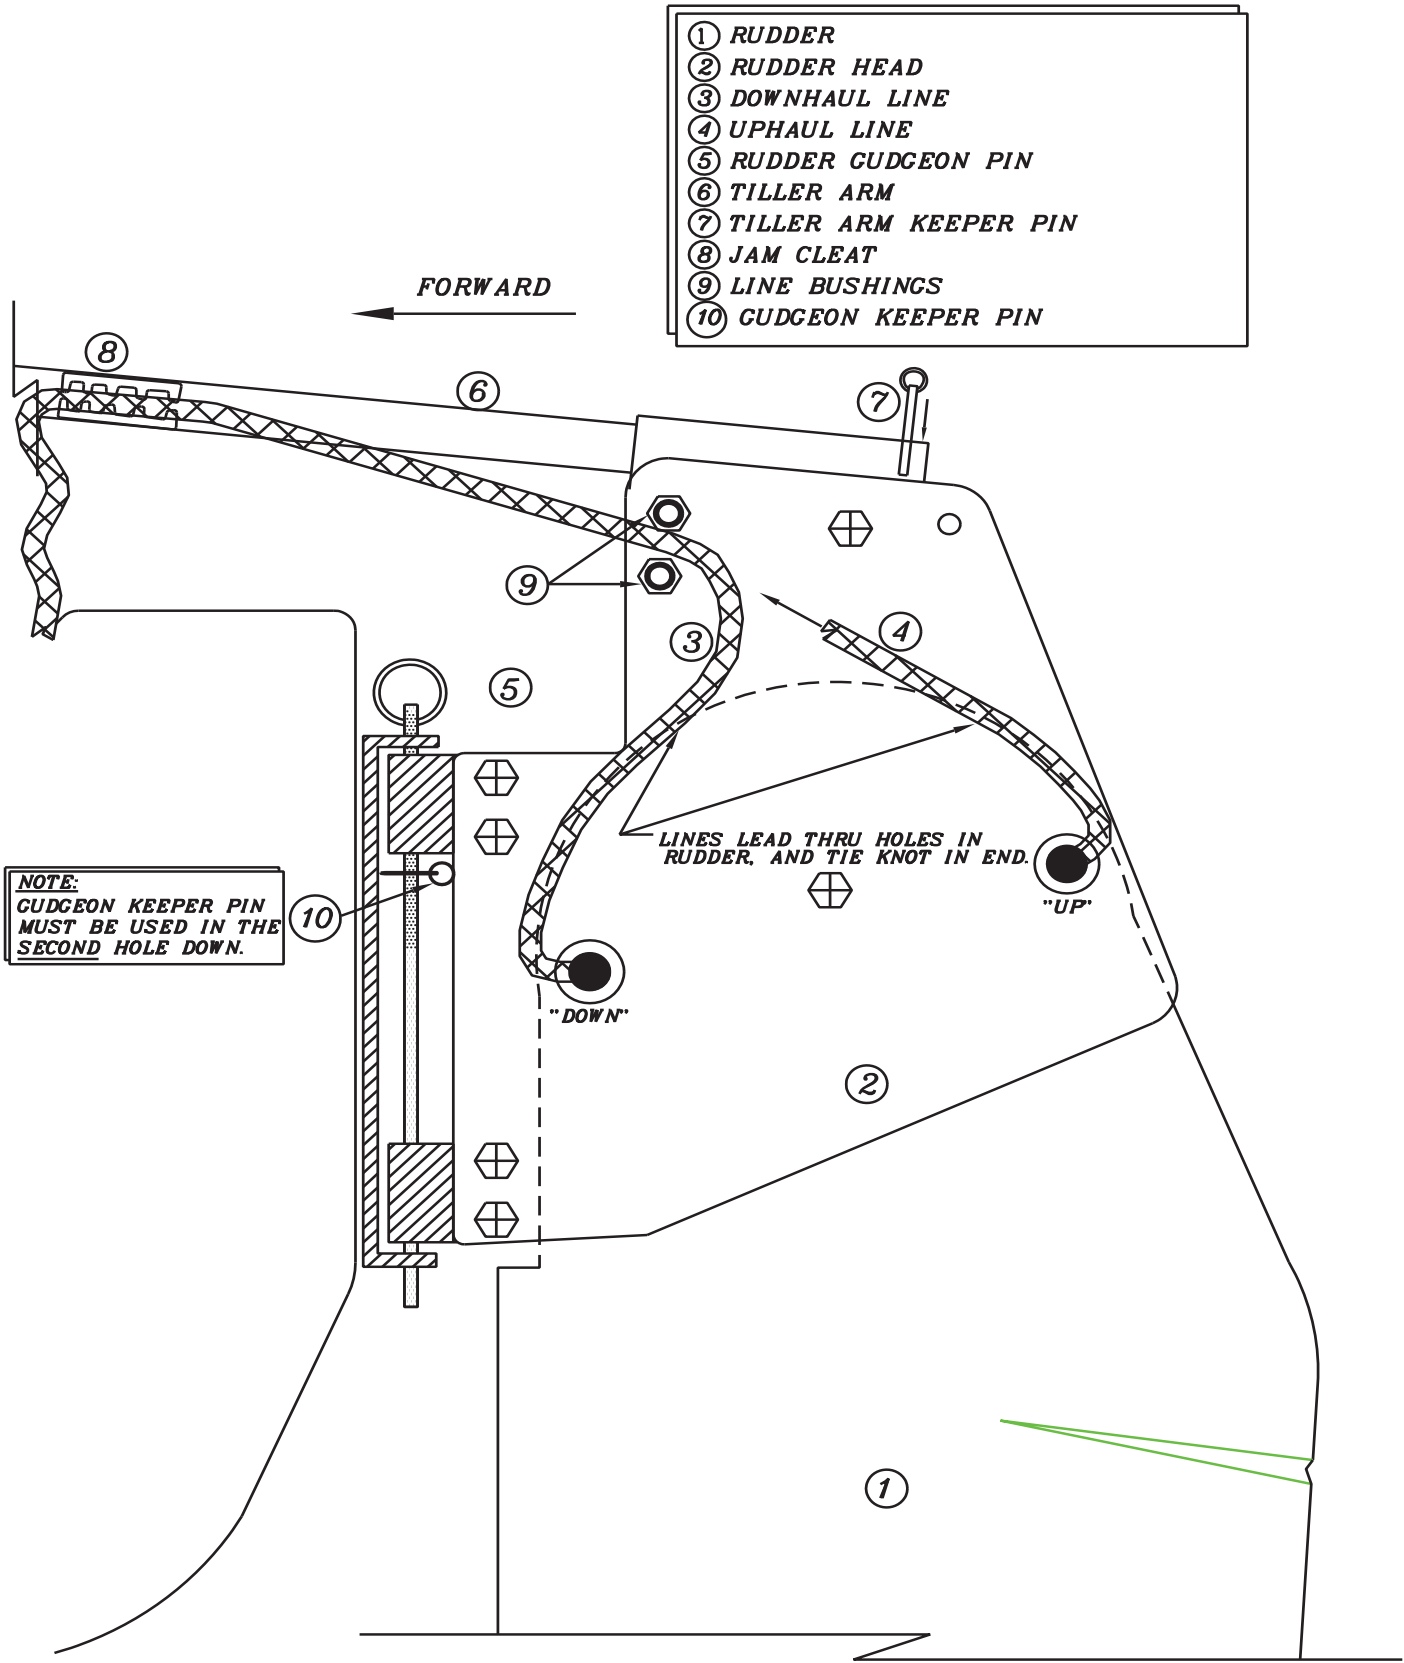 1 RUDDER
2 RUDDER HEAD
3 DOWNHAUL LINE
4 UPHAUL LINE
5 RUDDER GUDGEON PIN
6 TILLER ARM
7 TILLER ARM KEEPER PIN
8 JAM CLEAT
9 LINE BUSHINGS
10 GUDGEON KEEPER PIN
FORWARD
8
6
7
9
3
4
5
LINES LEAD THRU HOLES IN
RUDDER, AND TIE KNOT IN END.
NOTE:
GUDGEON KEEPER PIN
MUST BE USED IN THE
SECOND HOLE DOWN.
10
"UP"
"DOWN"
2
1